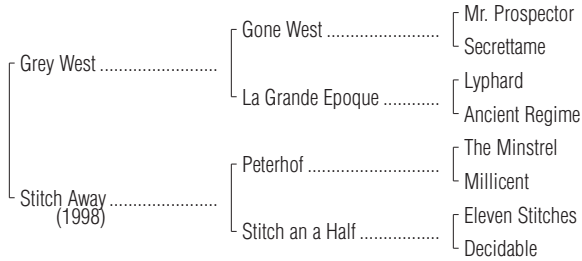 Mr. Prospector
Gone West ....................
Secrettame
Grey West .....................
Lyphard
La Grande Epoque ..........
Ancient Regime
The Minstrel
Peterhof ........................
Millicent
Stitch Away ...................
(1998)
Eleven Stitches
Stitch an a Half ..............
Decidable